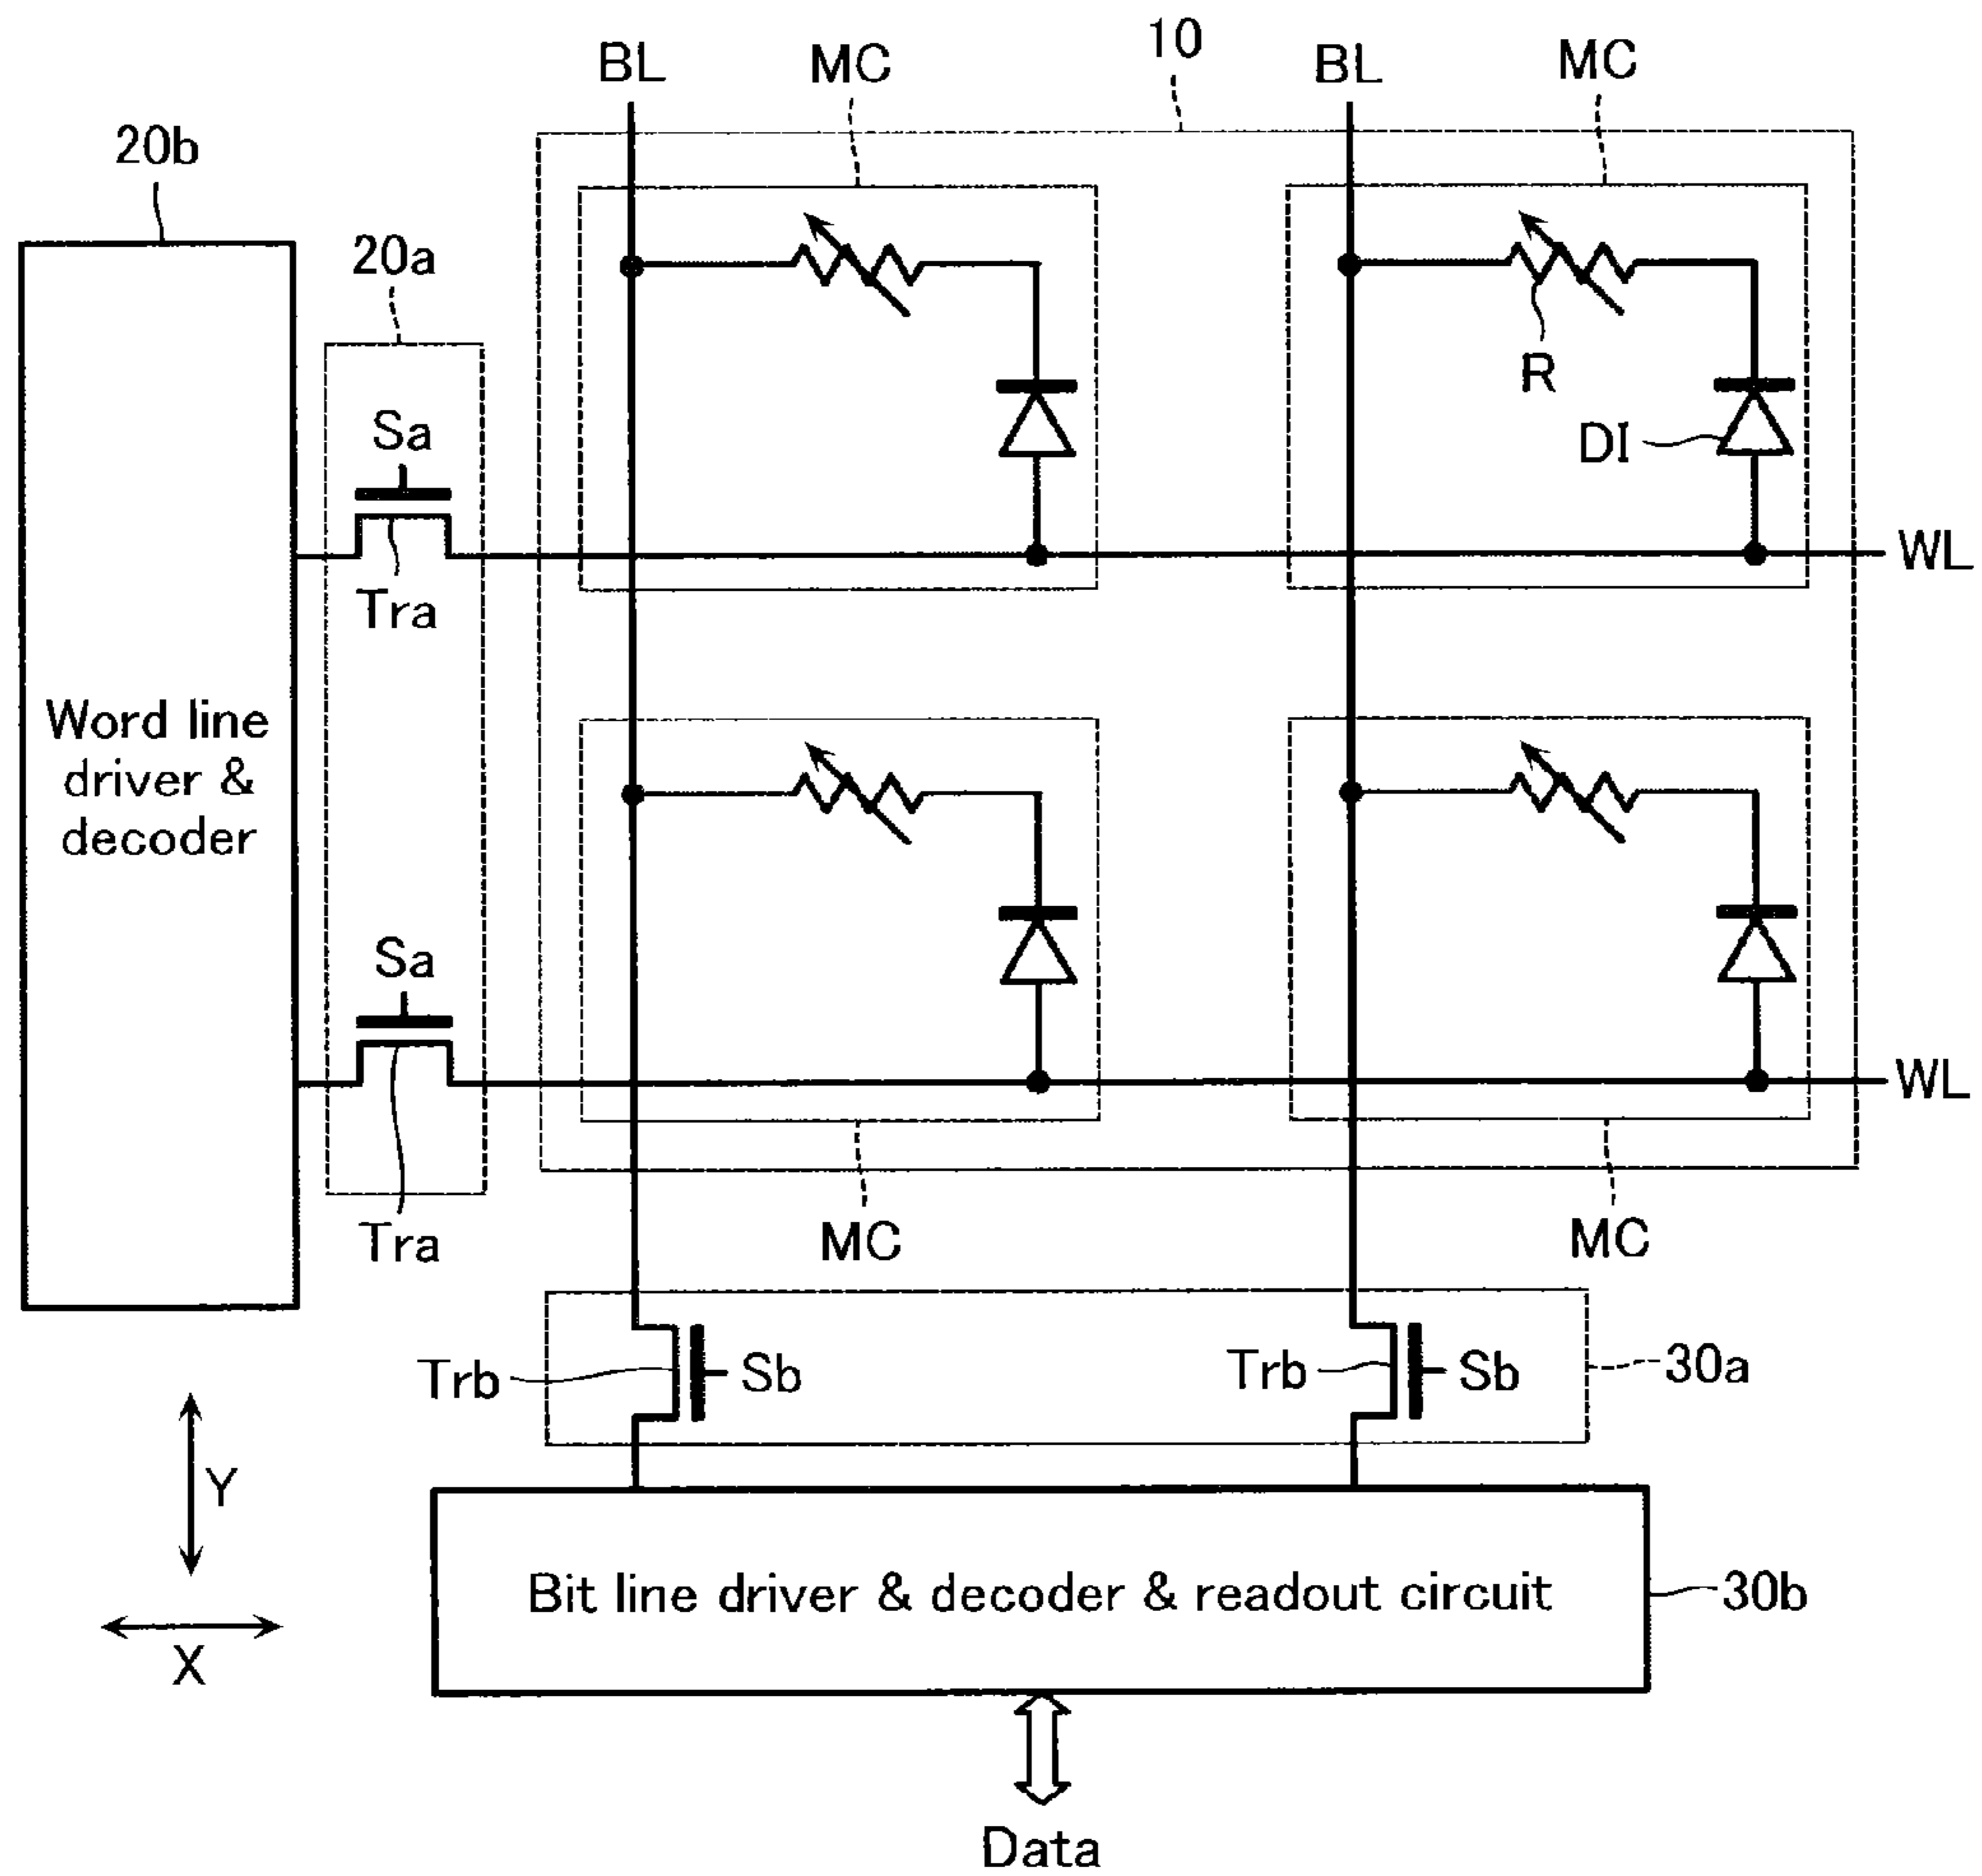 10
BL
MC
BL
MC
20b
20a
R
Sa
DI
WL
Tra
Word line
driver &
decoder
Sa
WL
Tra
MC
MC
Trb
Sb
Trb
Sb
30a
Y
X
Bit line driver & decoder & readout circuit
30b
Data